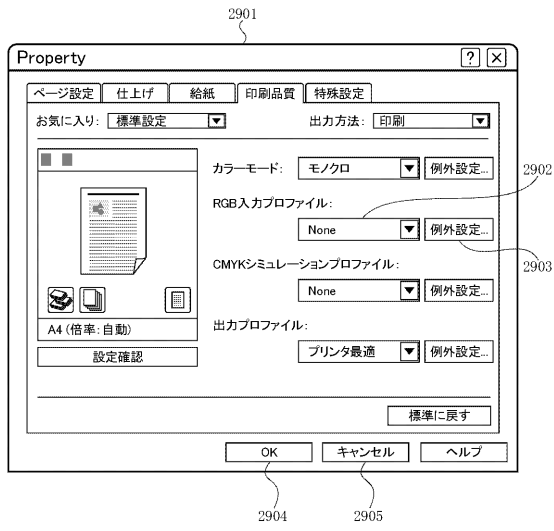 2901
Property
?
×
ページ設定 仕上げ 給紙 印刷品質 特殊設定
お気に入り: 標準設定 出力方法: 印刷
カラーモード: モノクロ 例外設定...
2902
RGB入力プロファイル:
None 例外設定...
2903
CMYKシミュレーションプロファイル:
None 例外設定...
A4 (倍率:自動)
出力プロファイル:
設定確認
プリンタ最適 例外設定...
標準に戻す
OK キャンセル ヘルプ
2904 2905